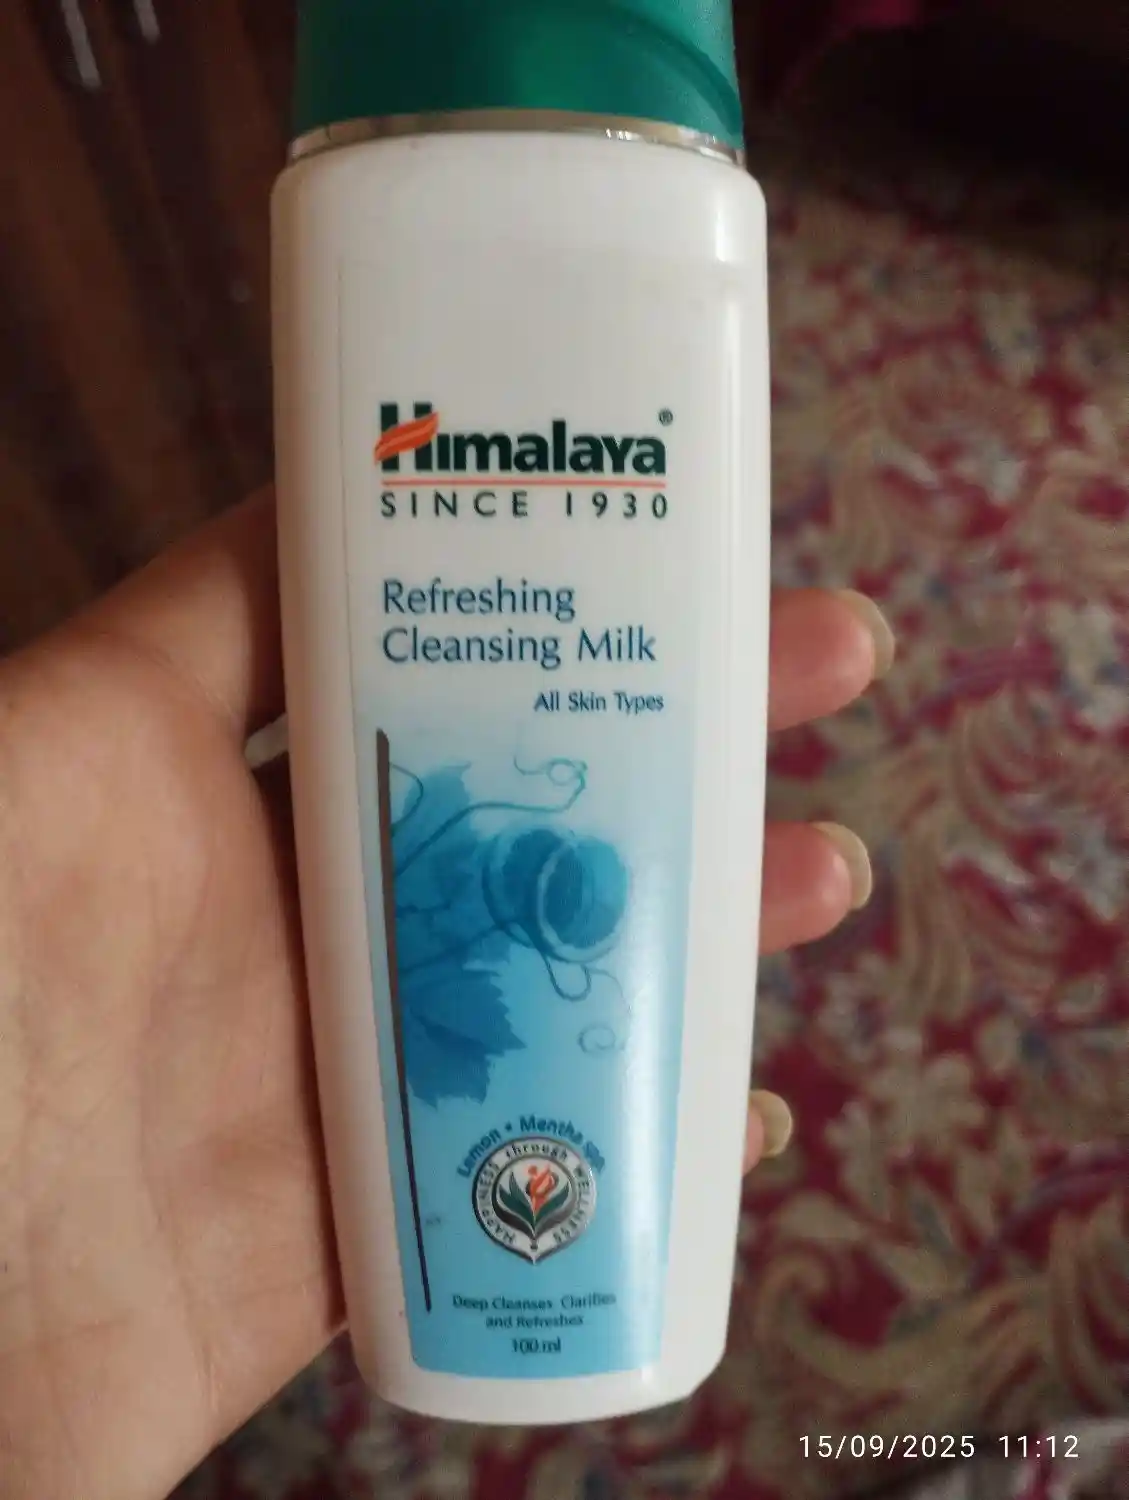 Himalaya®
SINCE 1930
Refreshing
Cleansing Milk
All Skin Types
Lemon • Mentha spp.
HAPPINESS through WELLNESS
Deep Cleanses Clarifies
and Refreshes
100 ml
15/09/2025 11:12